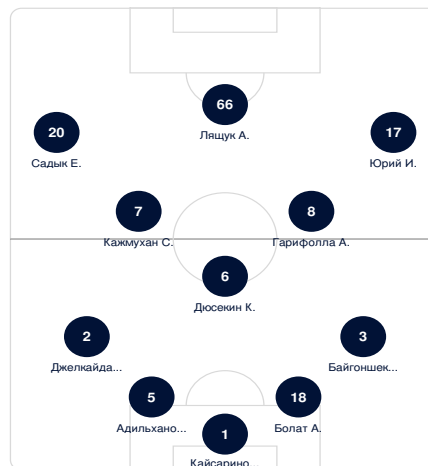 66
Лящук А.
20
Садык Е.
17
Юрий И.
7
Кажмухан С.
8
Гарифолла А.
6
Дюсекин К.
2
Джелкайда...
3
Байгоншек...
5
Адильхано...
18
Болат А.
1
Кайсарино...